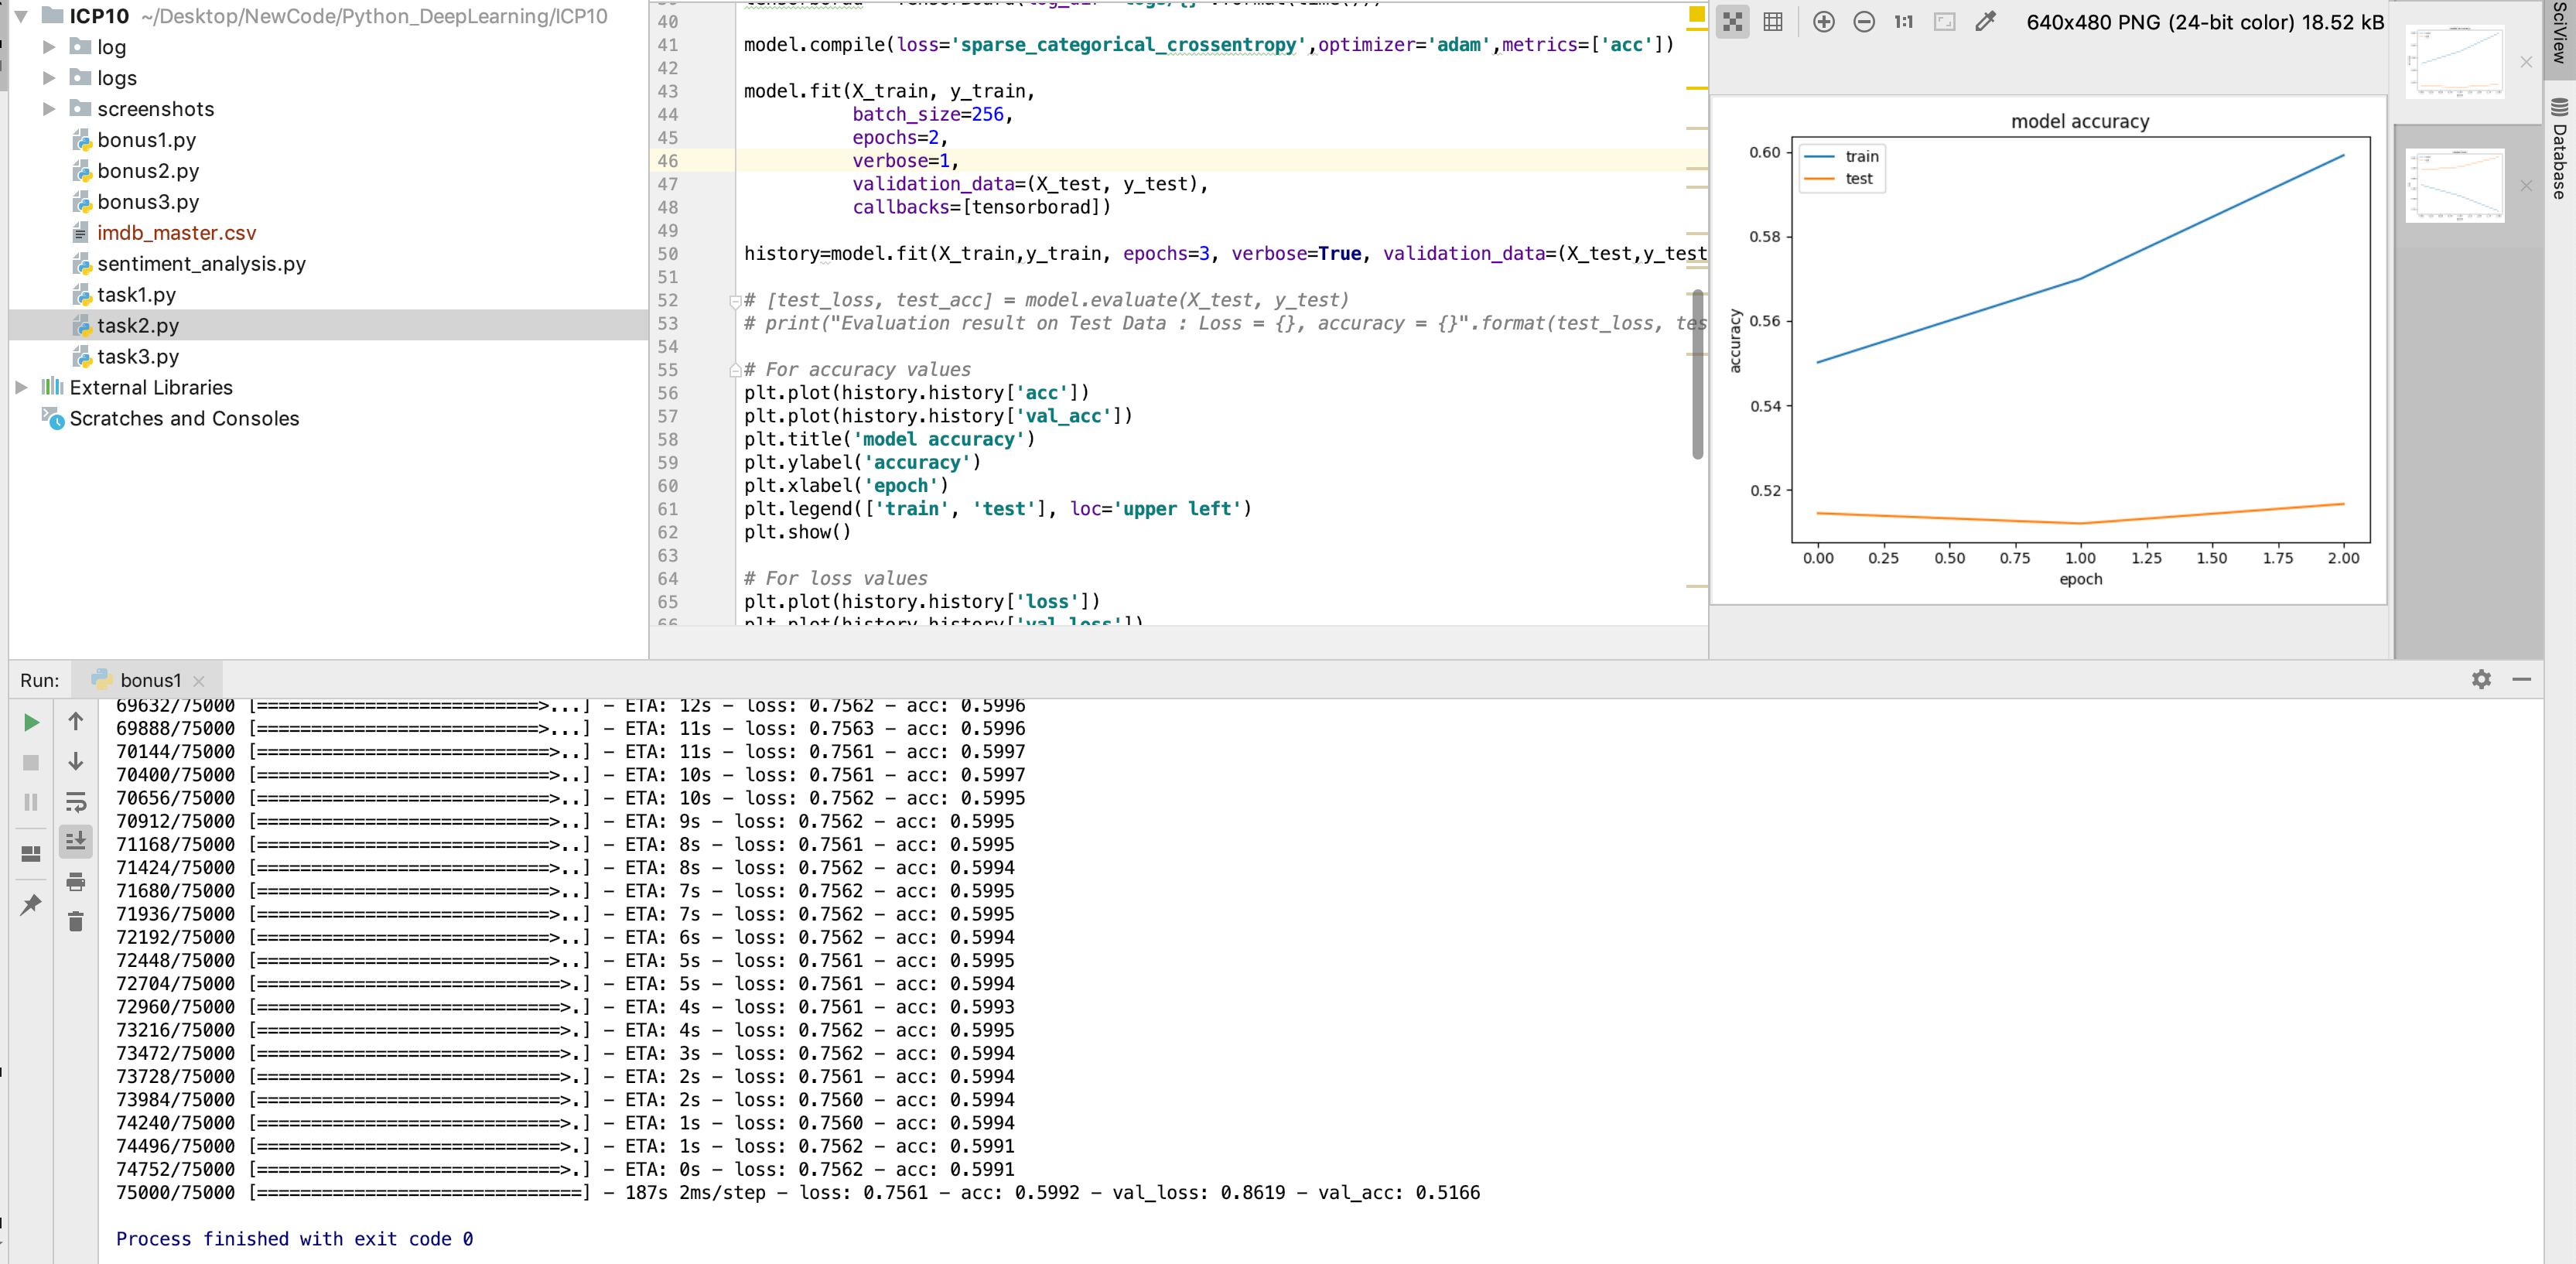 ICP10 ~/Desktop/NewCode/Python_DeepLearning/ICP10
log
logs
screenshots
bonus1.py
bonus2.py
bonus3.py
imdb_master.csv
sentiment_analysis.py
task1.py
task2.py
task3.py
External Libraries
Scratches and Consoles
40
41 model.compile(loss='sparse_categorical_crossentropy',optimizer='adam',metrics=['acc'])
42
43 model.fit(X_train, y_train,
44 batch_size=256,
45 epochs=2,
46 verbose=1,
47 validation_data=(X_test, y_test),
48 callbacks=[tensorborad])
49
50 history=model.fit(X_train,y_train, epochs=3, verbose=True, validation_data=(X_test,y_test
51
52 # [test_loss, test_acc] = model.evaluate(X_test, y_test)
53 # print("Evaluation result on Test Data : Loss = {}, accuracy = {}".format(test_loss, tes
54
55 # For accuracy values
56 plt.plot(history.history['acc'])
57 plt.plot(history.history['val_acc'])
58 plt.title('model accuracy')
59 plt.ylabel('accuracy')
60 plt.xlabel('epoch')
61 plt.legend(['train', 'test'], loc='upper left')
62 plt.show()
63
64 # For loss values
65 plt.plot(history.history['loss'])
66 plt.plot(history.history['val_loss'])
1:1 640x480 PNG (24-bit color) 18.52 kB
model accuracy
train
test
0.60
0.58
0.56
0.54
0.52
accuracy
0.00 0.25 0.50 0.75 1.00 1.25 1.50 1.75 2.00
epoch
SciView
Database
Run: bonus1
69632/75000 [==========================>...] - ETA: 12s - loss: 0.7562 - acc: 0.5996
69888/75000 [==========================>...] - ETA: 11s - loss: 0.7563 - acc: 0.5996
70144/75000 [===========================>..] - ETA: 11s - loss: 0.7561 - acc: 0.5997
70400/75000 [===========================>..] - ETA: 10s - loss: 0.7561 - acc: 0.5997
70656/75000 [===========================>..] - ETA: 10s - loss: 0.7562 - acc: 0.5995
70912/75000 [===========================>..] - ETA: 9s - loss: 0.7562 - acc: 0.5995
71168/75000 [===========================>..] - ETA: 8s - loss: 0.7561 - acc: 0.5995
71424/75000 [===========================>..] - ETA: 8s - loss: 0.7562 - acc: 0.5994
71680/75000 [===========================>..] - ETA: 7s - loss: 0.7562 - acc: 0.5995
71936/75000 [===========================>..] - ETA: 7s - loss: 0.7562 - acc: 0.5995
72192/75000 [===========================>..] - ETA: 6s - loss: 0.7562 - acc: 0.5994
72448/75000 [===========================>..] - ETA: 5s - loss: 0.7561 - acc: 0.5995
72704/75000 [============================>.] - ETA: 5s - loss: 0.7561 - acc: 0.5994
72960/75000 [============================>.] - ETA: 4s - loss: 0.7561 - acc: 0.5993
73216/75000 [============================>.] - ETA: 4s - loss: 0.7562 - acc: 0.5995
73472/75000 [============================>.] - ETA: 3s - loss: 0.7562 - acc: 0.5994
73728/75000 [============================>.] - ETA: 2s - loss: 0.7561 - acc: 0.5994
73984/75000 [============================>.] - ETA: 2s - loss: 0.7560 - acc: 0.5994
74240/75000 [============================>.] - ETA: 1s - loss: 0.7560 - acc: 0.5994
74496/75000 [============================>.] - ETA: 1s - loss: 0.7562 - acc: 0.5991
74752/75000 [============================>.] - ETA: 0s - loss: 0.7562 - acc: 0.5991
75000/75000 [==============================] - 187s 2ms/step - loss: 0.7561 - acc: 0.5992 - val_loss: 0.8619 - val_acc: 0.5166
Process finished with exit code 0